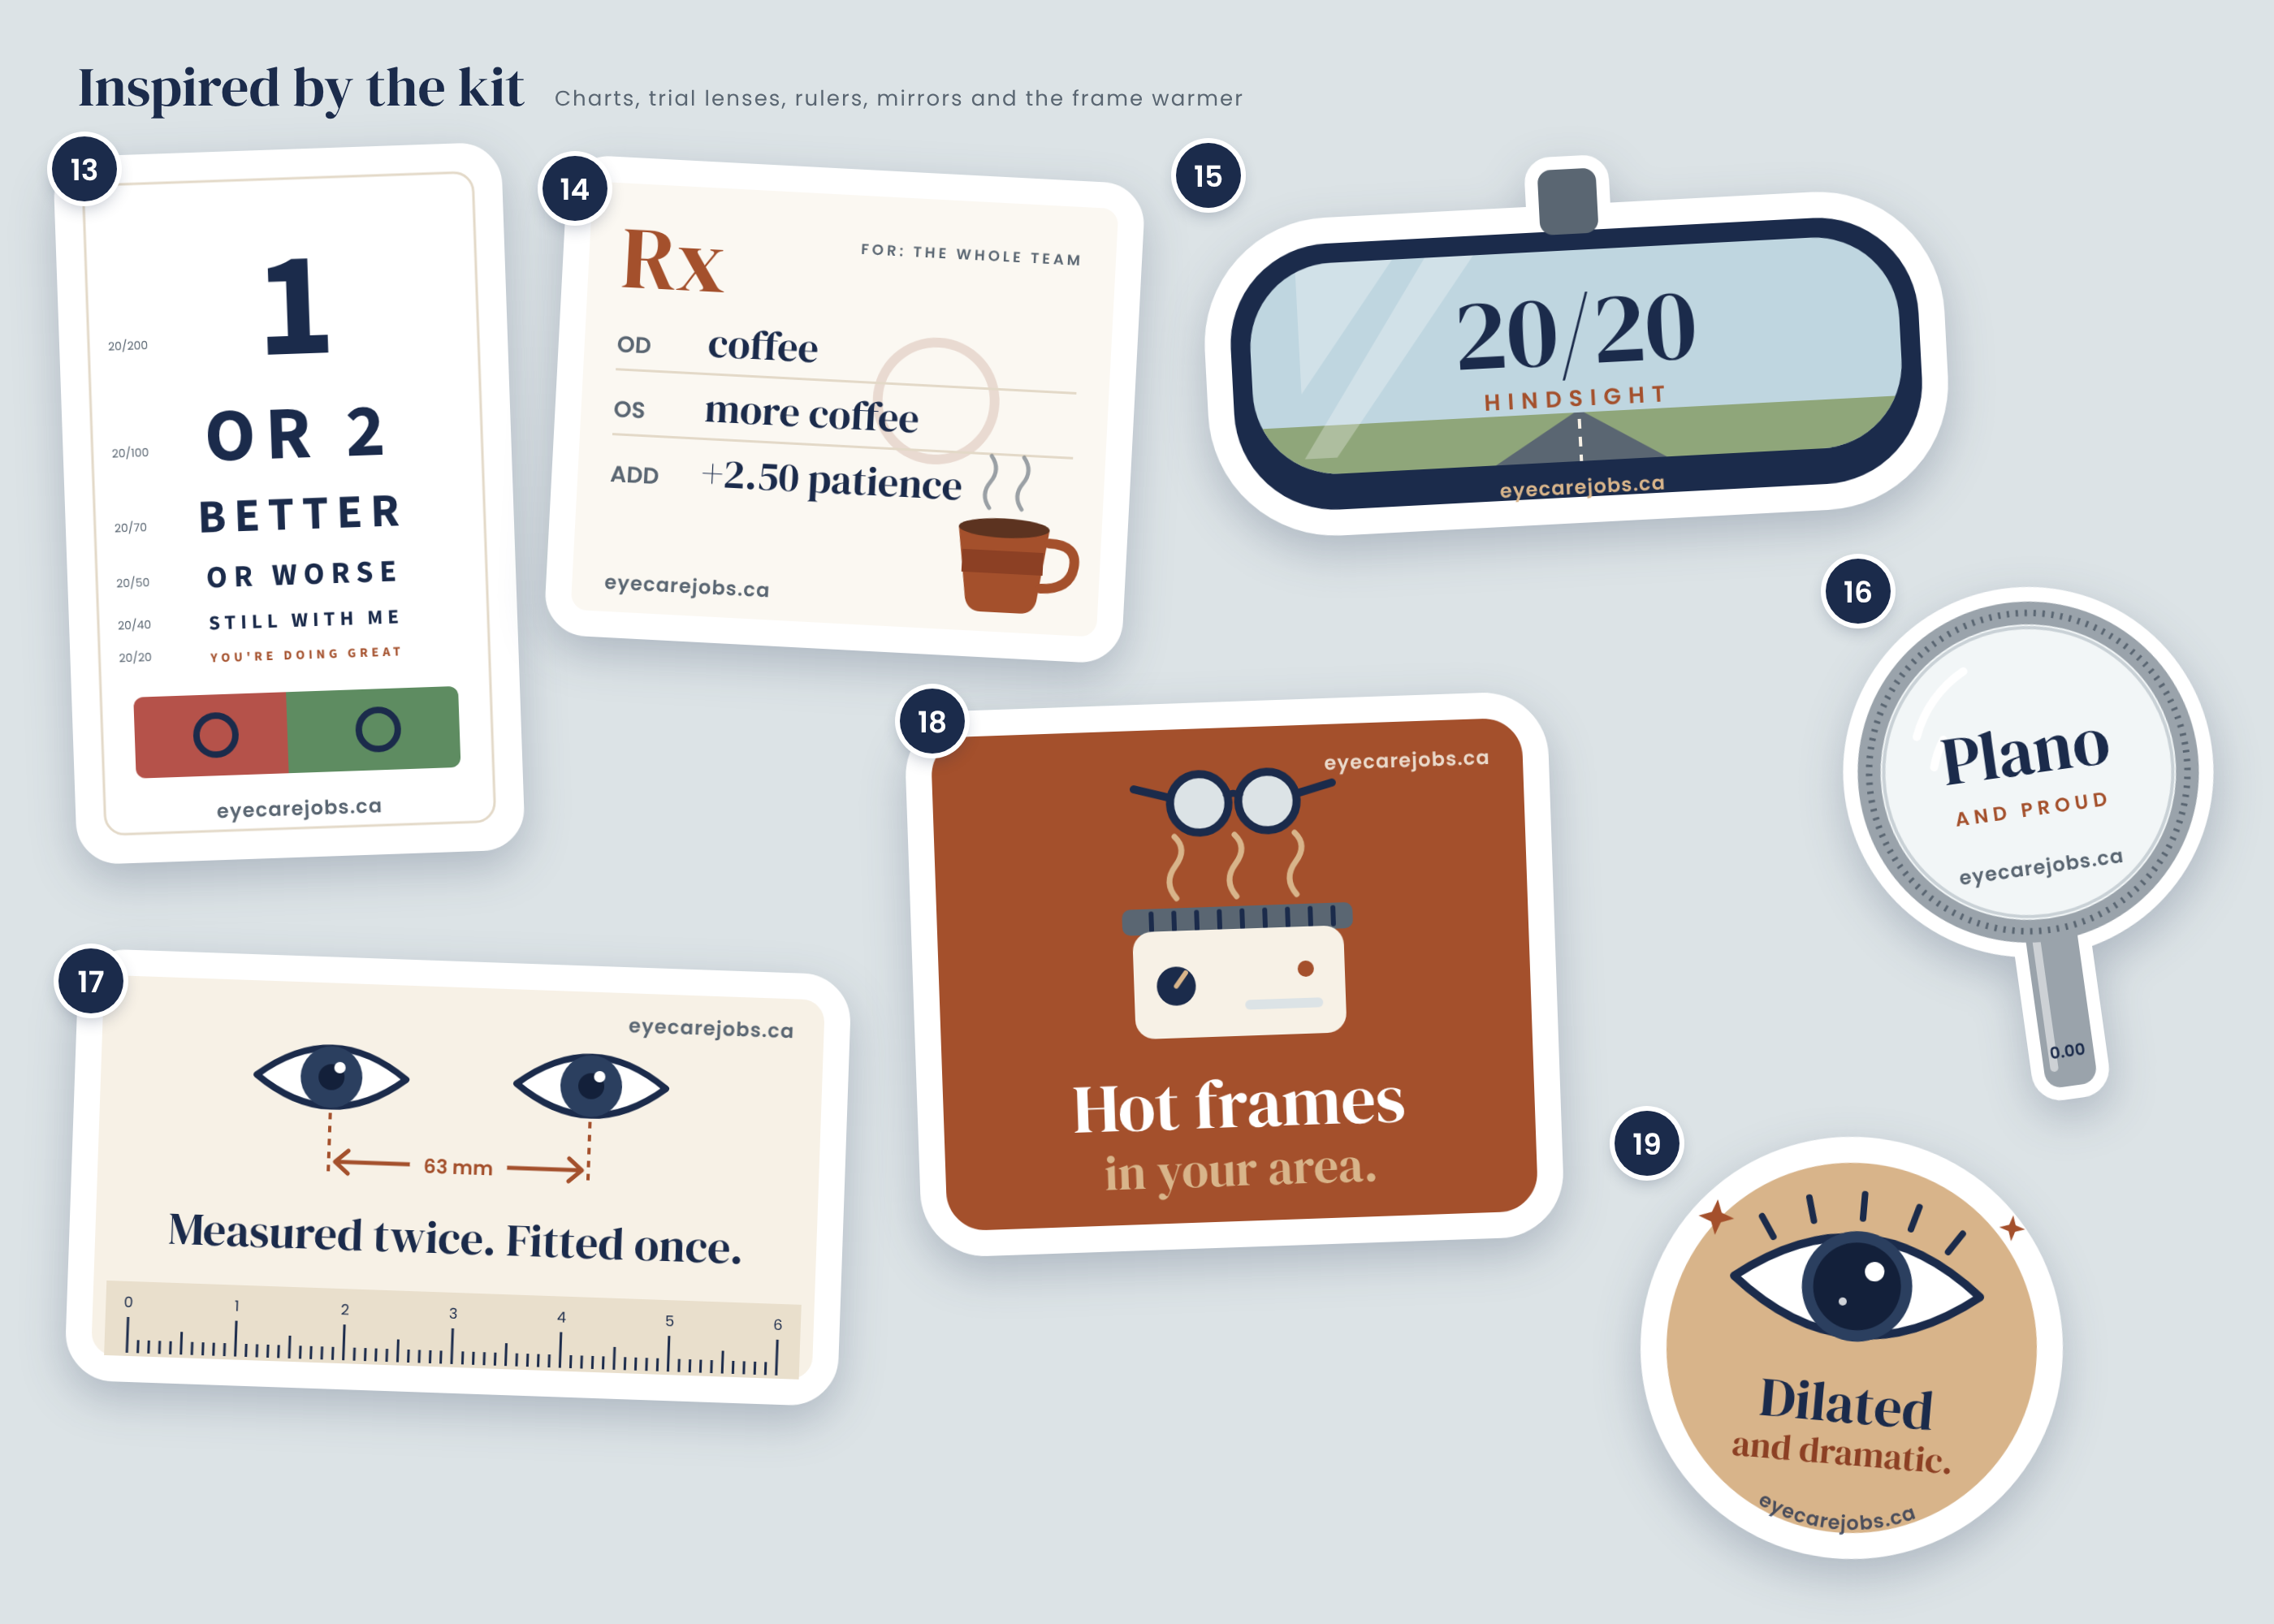 Inspired by the kit
Charts, trial lenses, rulers, mirrors and the frame warmer
13
20/200
1
20/100
OR 2
20/70
BETTER
20/50
OR WORSE
20/40
STILL WITH ME
20/20
YOU'RE DOING GREAT
eyecarejobs.ca
14
Rx
FOR: THE WHOLE TEAM
OD coffee
OS more coffee
ADD +2.50 patience
eyecarejobs.ca
15
20/20
HINDSIGHT
eyecarejobs.ca
16
Plano
AND PROUD
eyecarejobs.ca
0.00
17
eyecarejobs.ca
63 mm
Measured twice. Fitted once.
0 1 2 3 4 5 6
18
eyecarejobs.ca
Hot frames
in your area.
19
Dilated
and dramatic.
eyecarejobs.ca